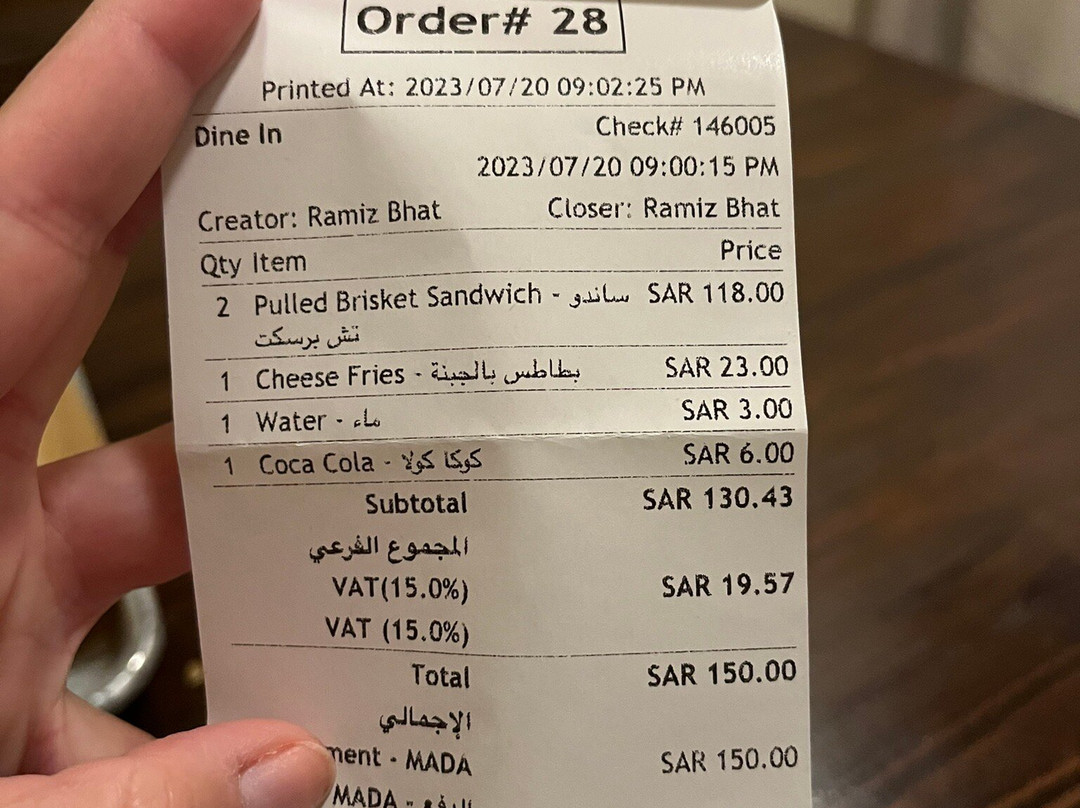 Order# 28
Printed At: 2023/07/20 09:02:25 PM
Dine In Check# 146005
2023/07/20 09:00:15 PM
Creator: Ramiz Bhat Closer: Ramiz Bhat
Qty Item Price
2 Pulled Brisket Sandwich - ساندو SAR 118.00
تش برسكت
1 Cheese Fries - بطاطس بالجبنة SAR 23.00
1 Water - ماء SAR 3.00
1 Coca Cola - كوكا كولا SAR 6.00
Subtotal SAR 130.43
المجموع الفرعي
VAT(15.0%) SAR 19.57
VAT (15.0%)
Total SAR 150.00
الإجمالي
- MADA SAR 150.00
MADA -